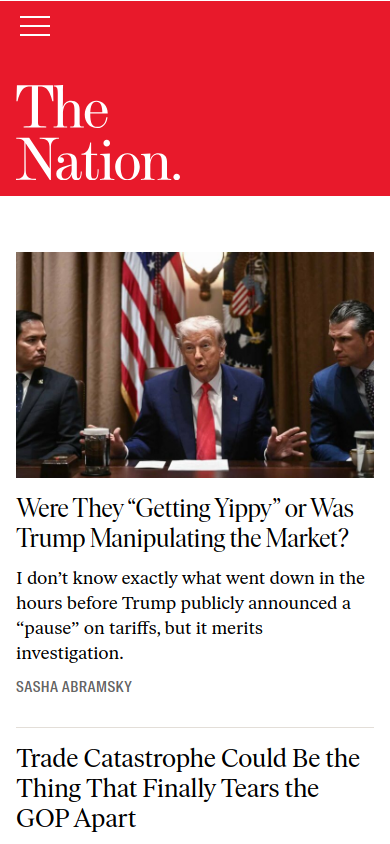 The
Nation.
Were They “Getting Yippy” or Was
Trump Manipulating the Market?
I don’t know exactly what went down in the
hours before Trump publicly announced a
“pause” on tariffs, but it merits
investigation.
SASHA ABRAMSKY
Trade Catastrophe Could Be the
Thing That Finally Tears the
GOP Apart